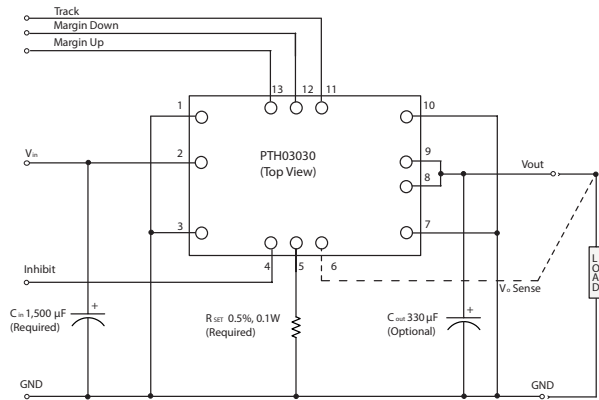 Track
Margin Down
Margin Up
13
12
11
1
10
PTH03030
(Top View)
9
Vin
2
Vout
8
3
7
Inhibit
4
5
6
Vo Sense
LOAD
Cin 1,500 µF
(Required)
+
RSET 0.5%, 0.1W
(Required)
Cout 330 µF
(Optional)
+
GND
GND